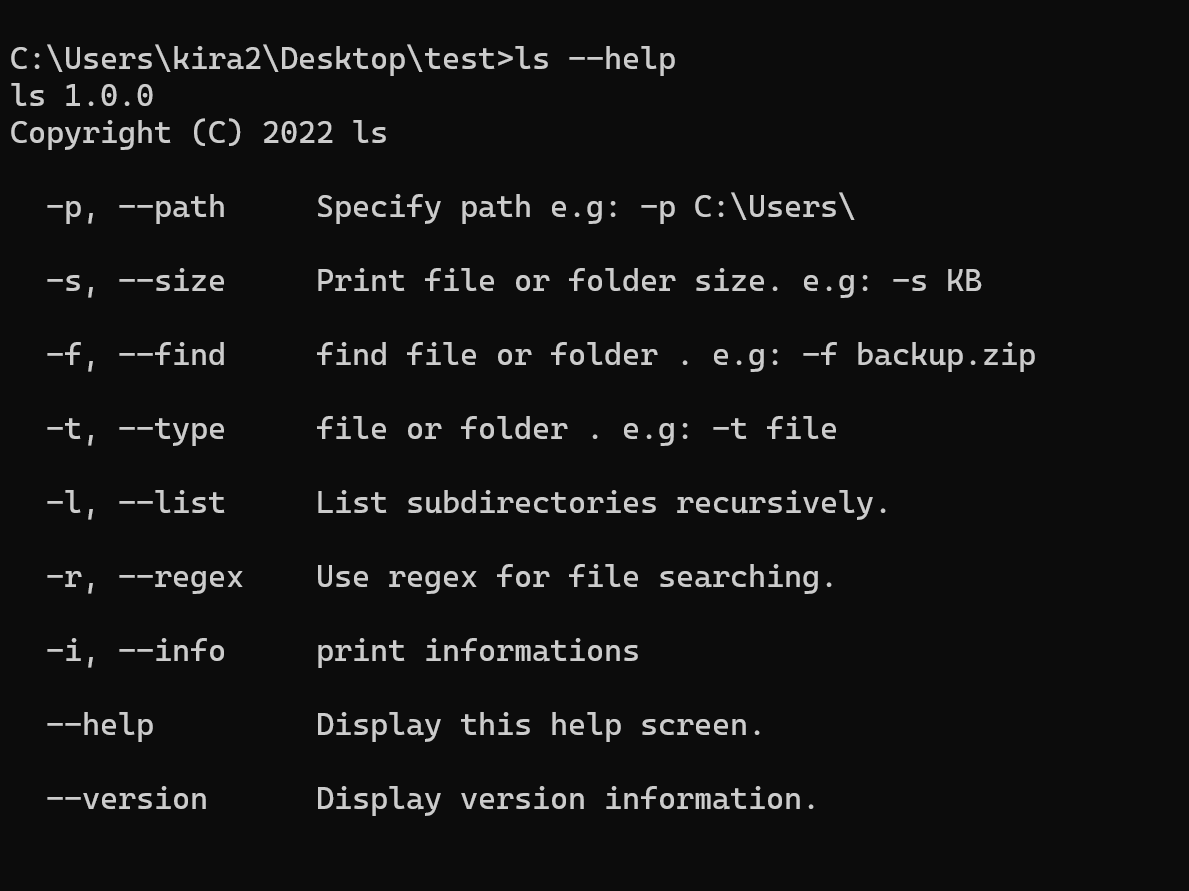 C:\Users\kira2\Desktop\test>ls --help
ls 1.0.0
Copyright (C) 2022 ls
-p, --path Specify path e.g: -p C:\Users\
-s, --size Print file or folder size. e.g: -s KB
-f, --find find file or folder . e.g: -f backup.zip
-t, --type file or folder . e.g: -t file
-l, --list List subdirectories recursively.
-r, --regex Use regex for file searching.
-i, --info print informations
--help Display this help screen.
--version Display version information.